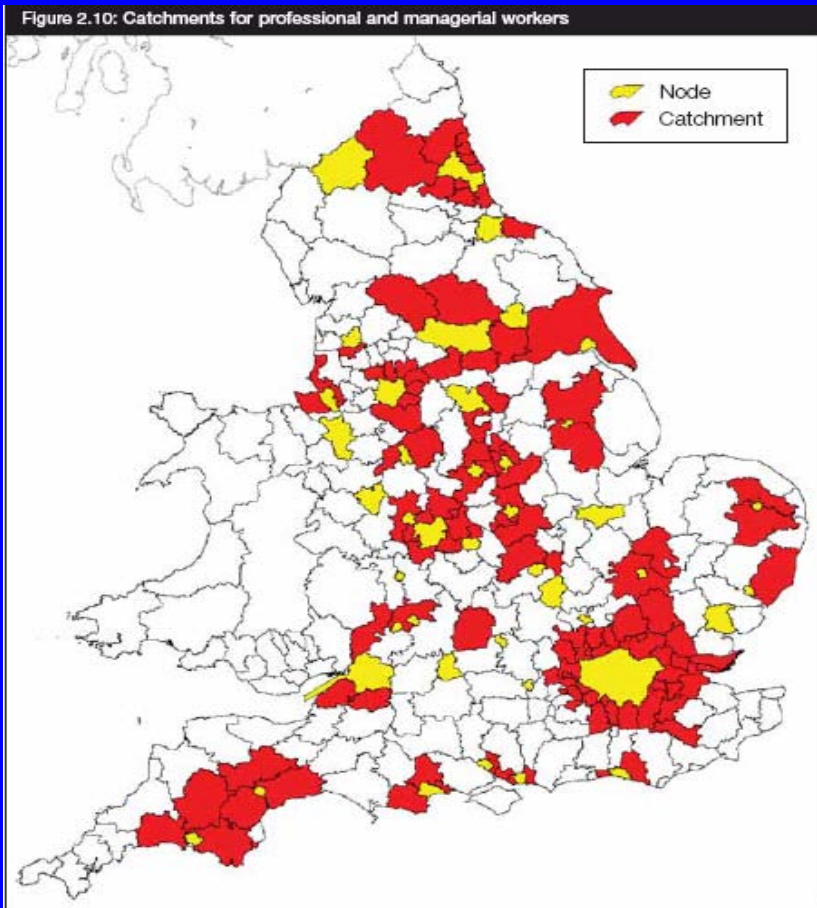 Figure 2.10: Catchments for professional and managerial workers
Node
Catchment